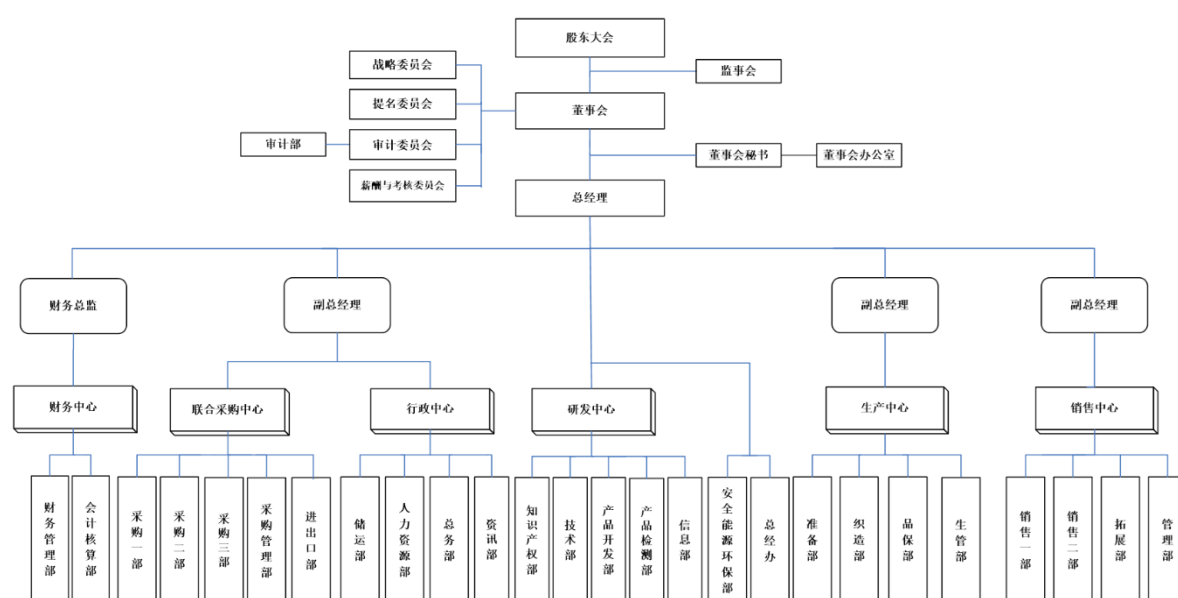 股东大会
战略委员会
监事会
提名委员会
董事会
审计部
审计委员会
董事会秘书
董事会办公室
薪酬与考核委员会
总经理
财务总监
副总经理
副总经理
副总经理
财务中心
联合采购中心
行政中心
研发中心
生产中心
销售中心
财务管理部
会计核算部
采购一部
采购二部
采购三部
采购管理部
进出口部
储运部
人力资源部
总务部
资讯部
知识产权部
技术部
产品开发部
产品检测部
信息部
安全能源环保部
总经办
准备部
织造部
品保部
生管部
销售一部
销售二部
拓展部
管理部